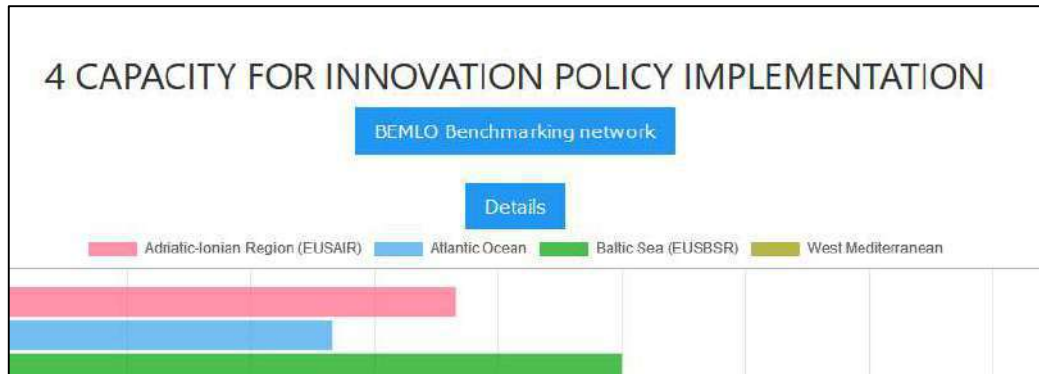 4 CAPACITY FOR INNOVATION POLICY IMPLEMENTATION
BEMLO Benchmarking network
Details
Adriatic-Ionian Region (EUSAIR) Atlantic Ocean Baltic Sea (EUSBSR) West Mediterranean